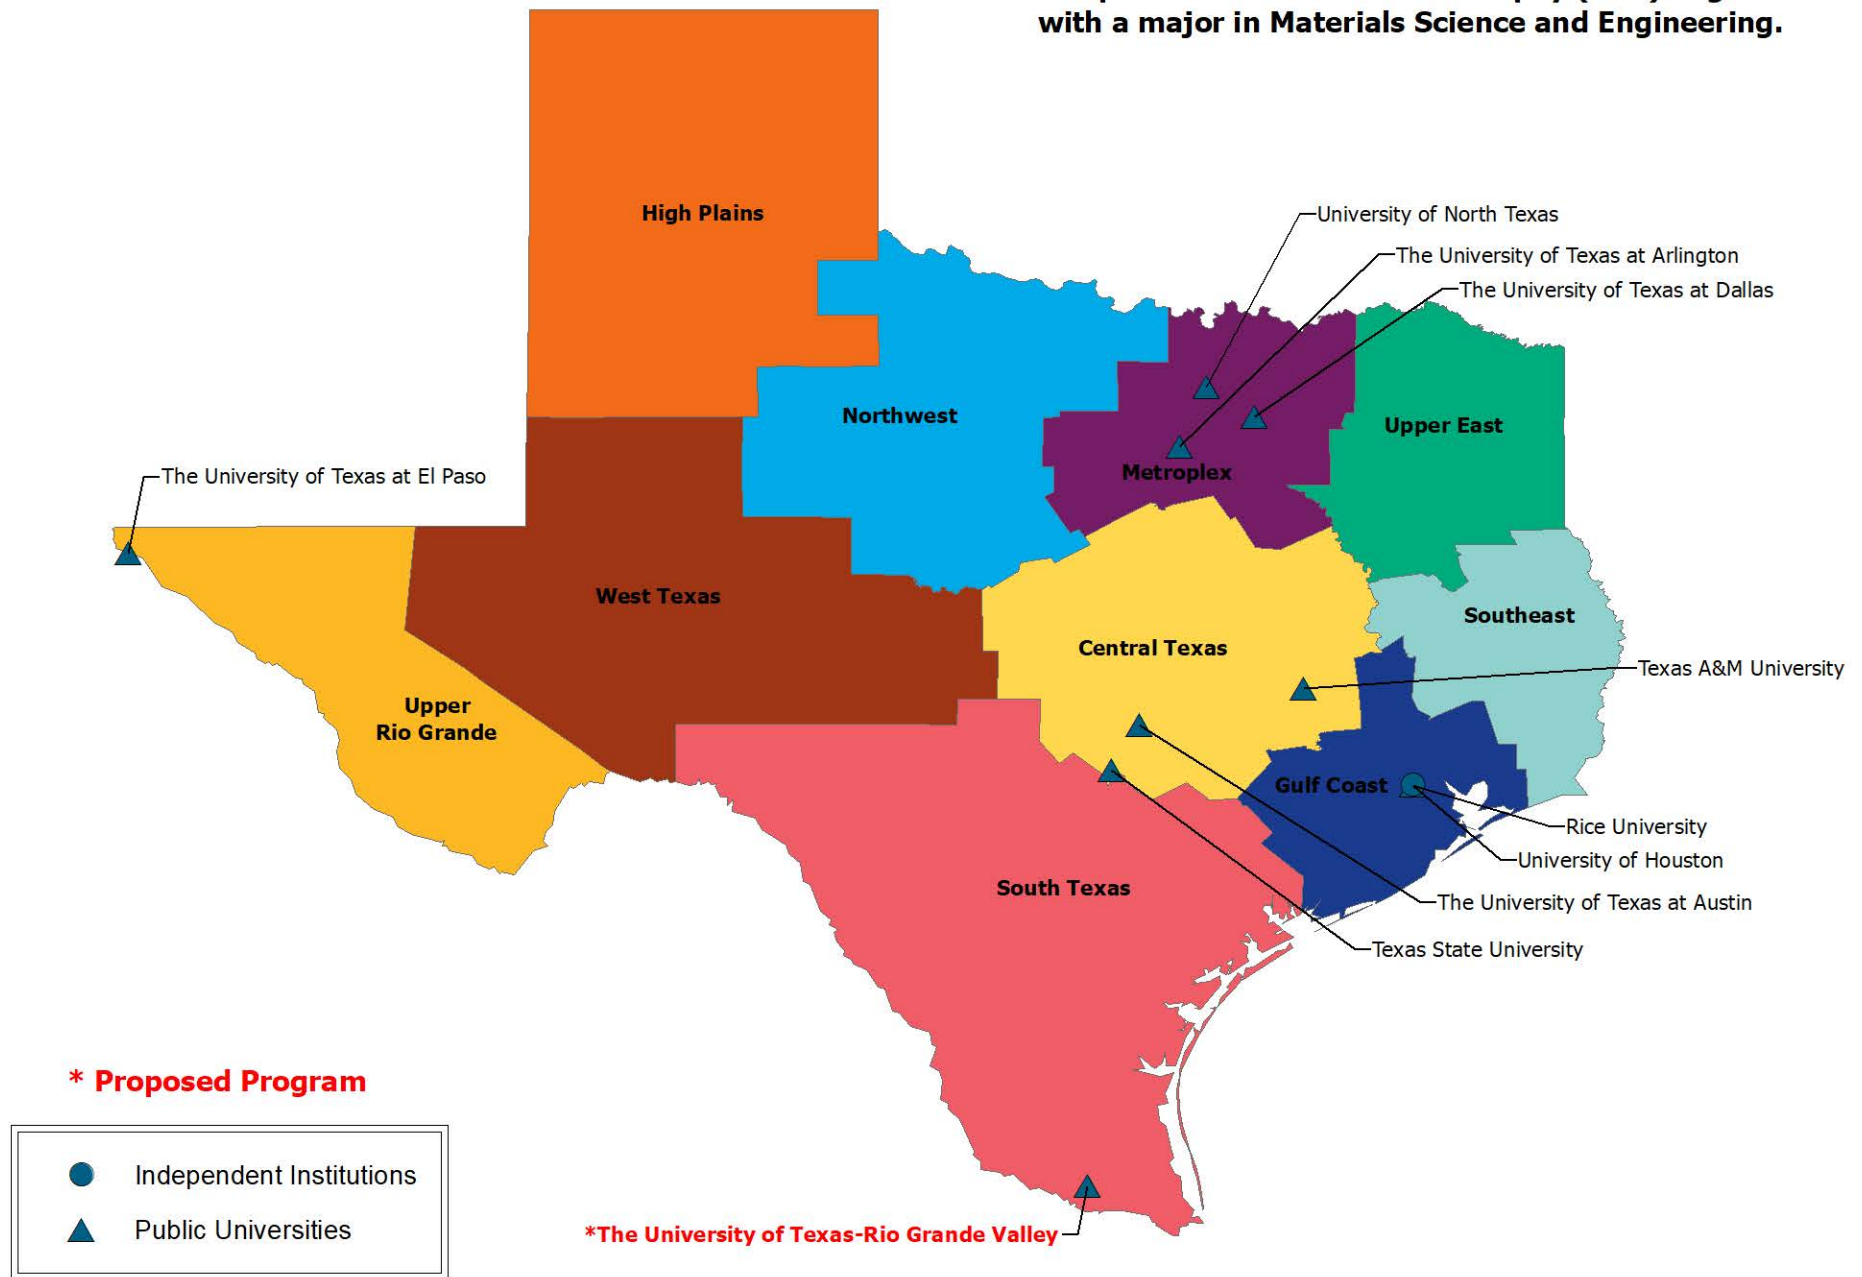 with a major in Materials Science and Engineering.
High Plains
University of North Texas
The University of Texas at Arlington
The University of Texas at Dallas
Northwest
Upper East
Metroplex
The University of Texas at El Paso
West Texas
Southeast
Central Texas
Texas A&M University
Upper
Rio Grande
Gulf Coast
Rice University
University of Houston
South Texas
The University of Texas at Austin
Texas State University
* Proposed Program
Independent Institutions
Public Universities
*The University of Texas-Rio Grande Valley